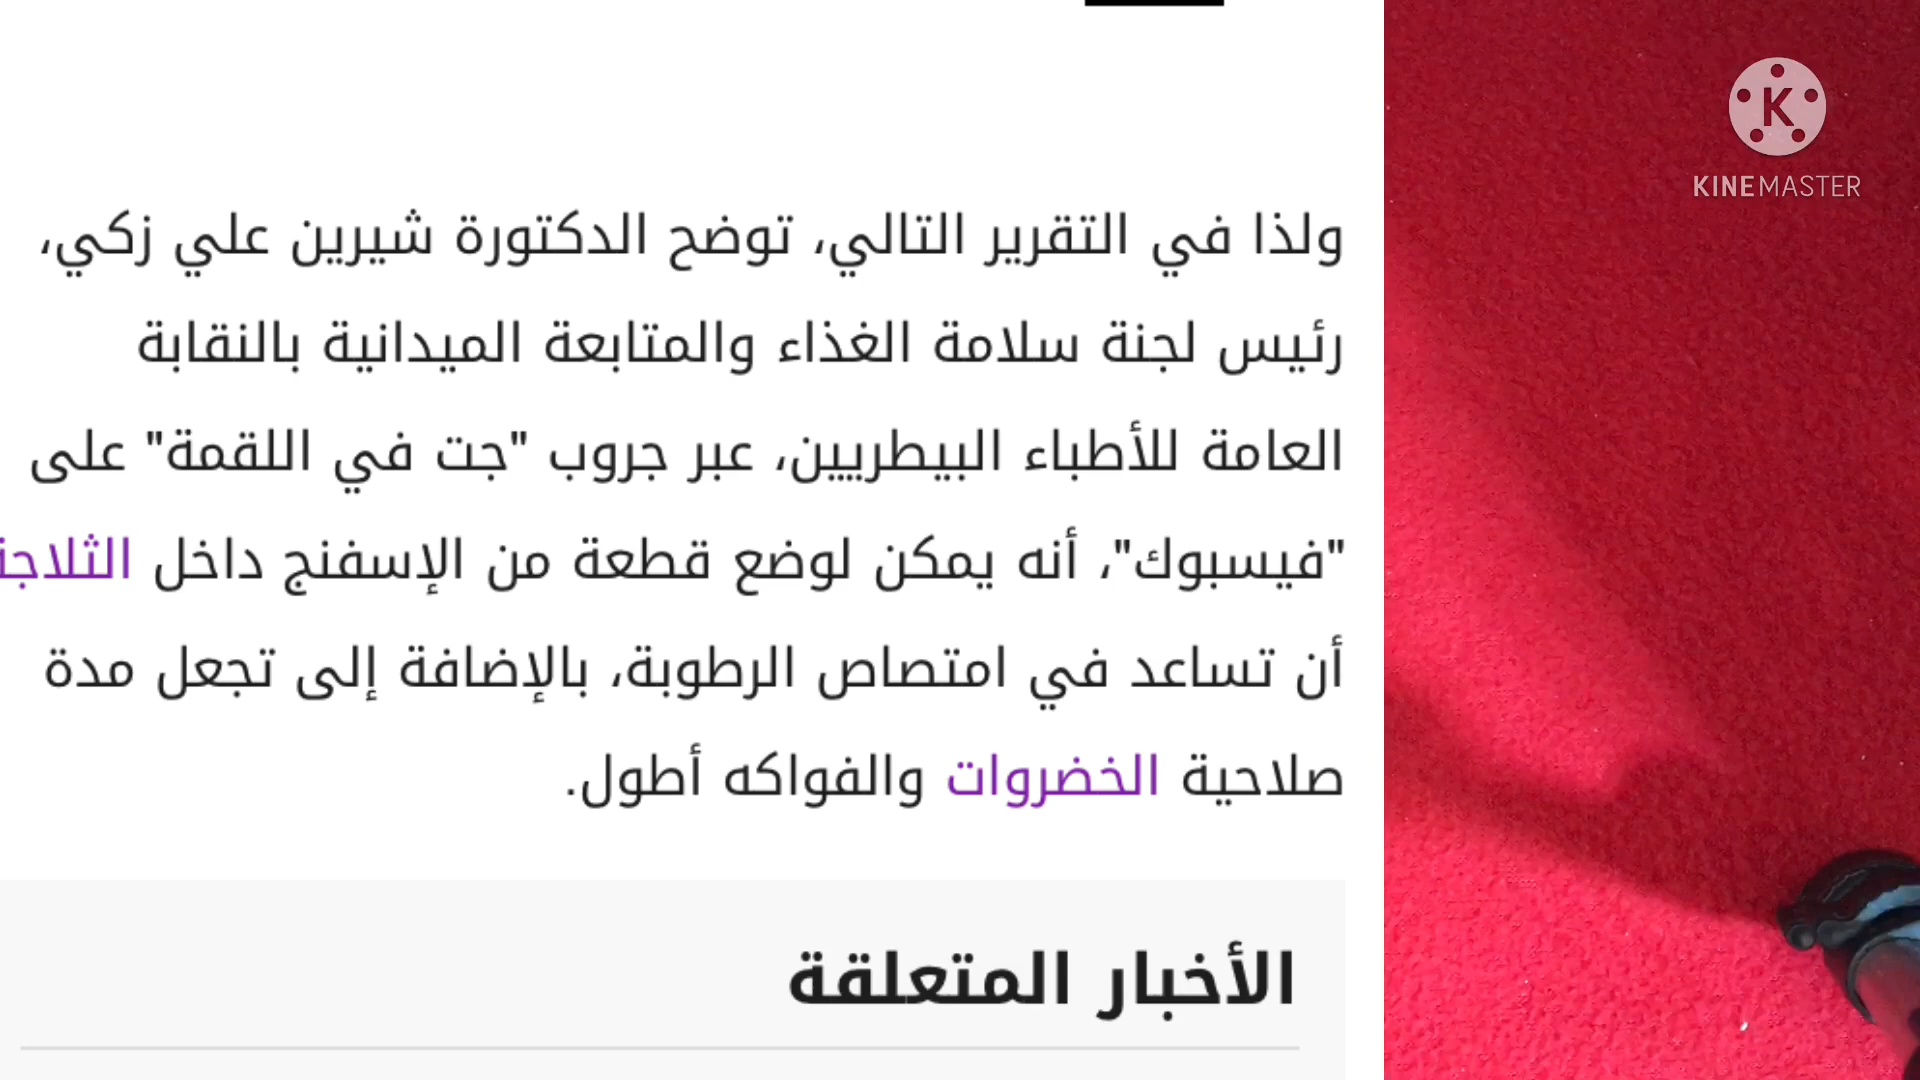 ولذا في التقرير التالي، توضح الدكتورة شيرين علي زكي،
رئيس لجنة سلامة الغذاء والمتابعة الميدانية بالنقابة
العامة للأطباء البيطريين، عبر جروب "جت في اللقمة" على
"فيسبوك"، أنه يمكن لوضع قطعة من الإسفنج داخل
أن تساعد في امتصاص الرطوبة، بالإضافة إلى تجعل مدة
صلاحية الخضروات والفواكه أطول.
الأخبار المتعلقة
K
KINEMASTER